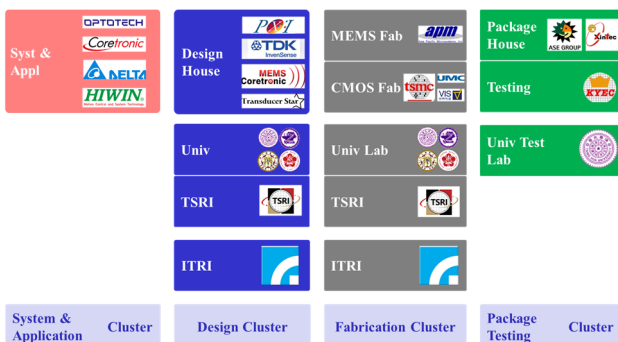 Syst &
Appl
OPTOTECH
Coretronic
DELTA
HIWIN
Design
House
TDK
InvenSense
MEMS
Coretronic
Transducer Star
Univ
TSRI
TSRI
ITRI
MEMS Fab
apm
CMOS Fab
tsmc
UMC
VIS
Univ Lab
TSRI
TSRI
ITRI
Package
House
ASE GROUP
XinTec
Testing
KYEC
Univ Test
Lab
System &
Application
Cluster
Design Cluster
Fabrication Cluster
Package
Testing
Cluster